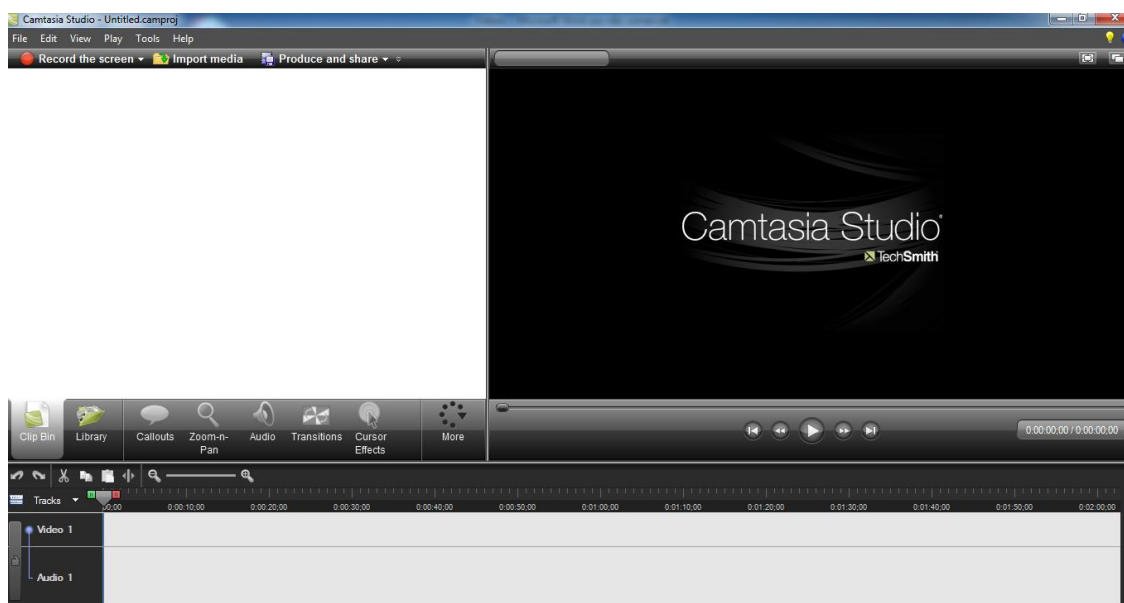 Camtasia Studio - Untitled.camproj
File Edit View Play Tools Help
Record the screen Import media Produce and share
Camtasia Studio®
TechSmith
Clip Bin Library Callouts Zoom-n-Pan Audio Transitions Cursor Effects More
0:00:00;00 / 0:00:00;00
Tracks
00;00 0:00:10;00 0:00:20;00 0:00:30;00 0:00:40;00 0:00:50;00 0:01:00;00 0:01:10;00 0:01:20;00 0:01:30;00 0:01:40;00 0:01:50;00 0:02:00;00
Video 1
Audio 1